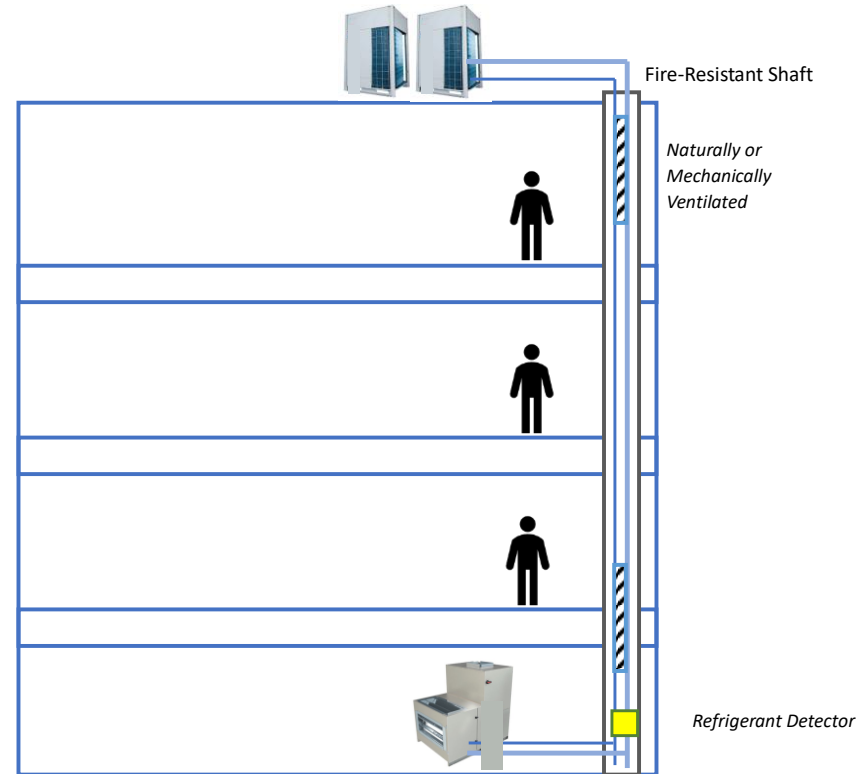 Fire-Resistant Shaft
Naturally or
Mechanically
Ventilated
Refrigerant Detector